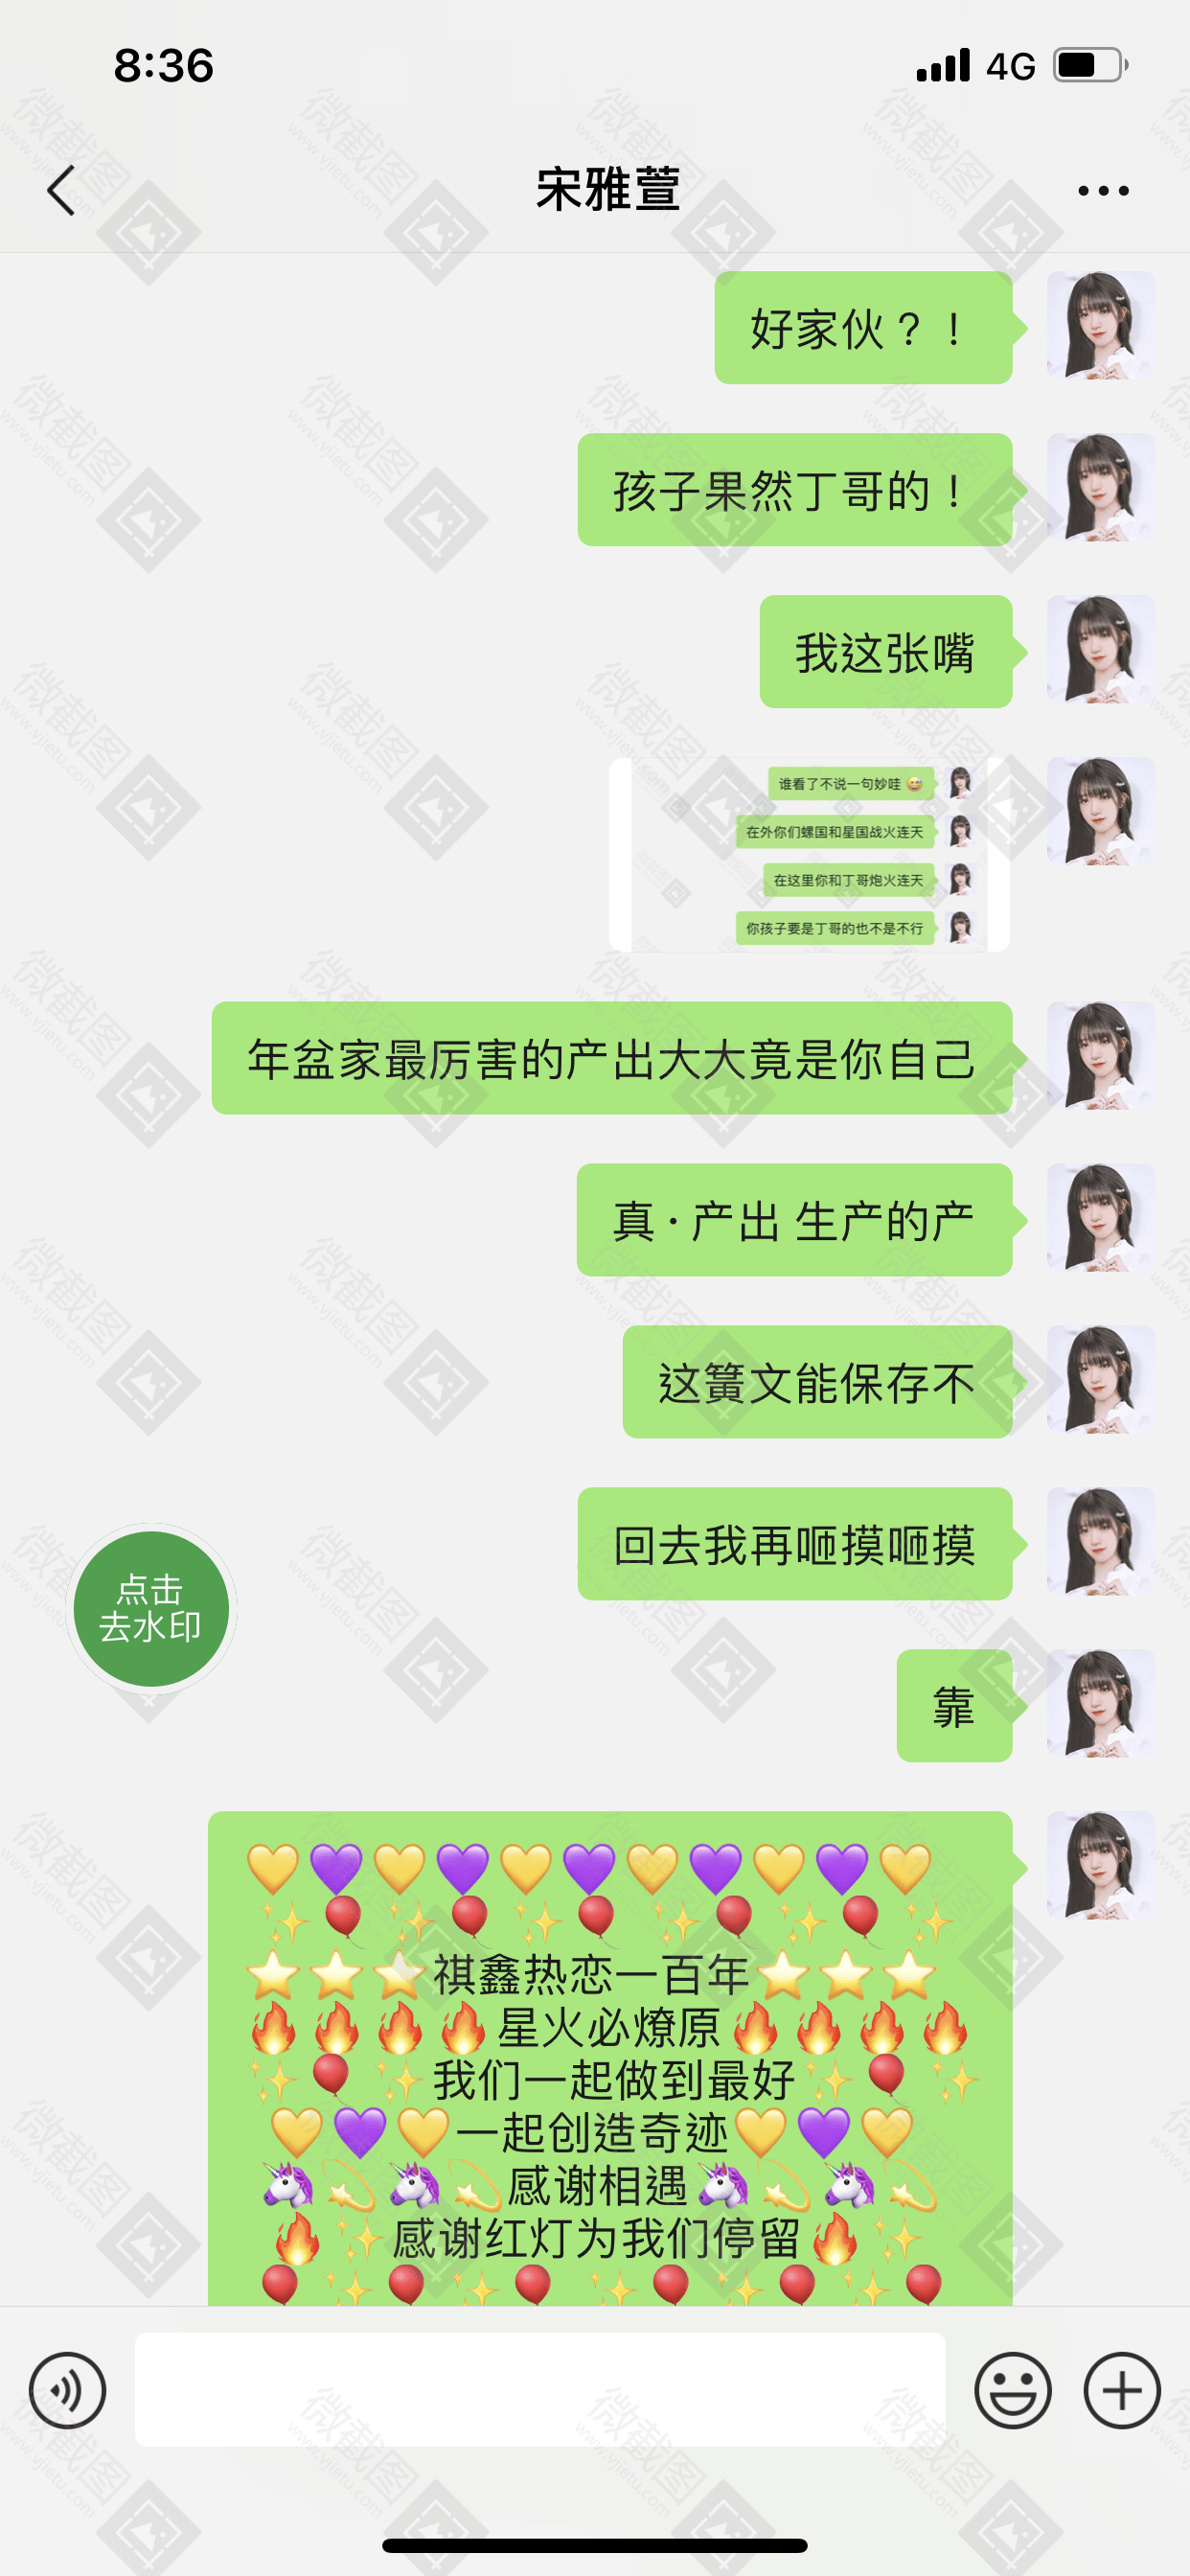 8:36
4G
宋雅萱
好家伙？！
孩子果然丁哥的！
我这张嘴
谁看了不说一句妙哇😅
在外你们螺国和星国战火连天
在这里你和丁哥炮火连天
你孩子要是丁哥的也不是不行
年盆家最厉害的产出大大竟是你自己
真·产出 生产的产
这簧文能保存不
回去我再咂摸咂摸
点击
去水印
靠
💛💜💛💜💛💜💛💜💛💜💛
✨🎈✨🎈✨🎈✨🎈✨🎈✨
⭐⭐⭐祺鑫热恋一百年⭐⭐⭐
🔥🔥🔥🔥星火必燎原🔥🔥🔥🔥
✨🎈✨我们一起做到最好✨🎈✨
💛💜💛一起创造奇迹💛💜💛
🦄💫🦄💫感谢相遇🦄💫🦄💫
🔥✨感谢红灯为我们停留🔥✨
🎈✨🎈✨🎈✨🎈✨🎈✨🎈
微截图
www.vjietu.com